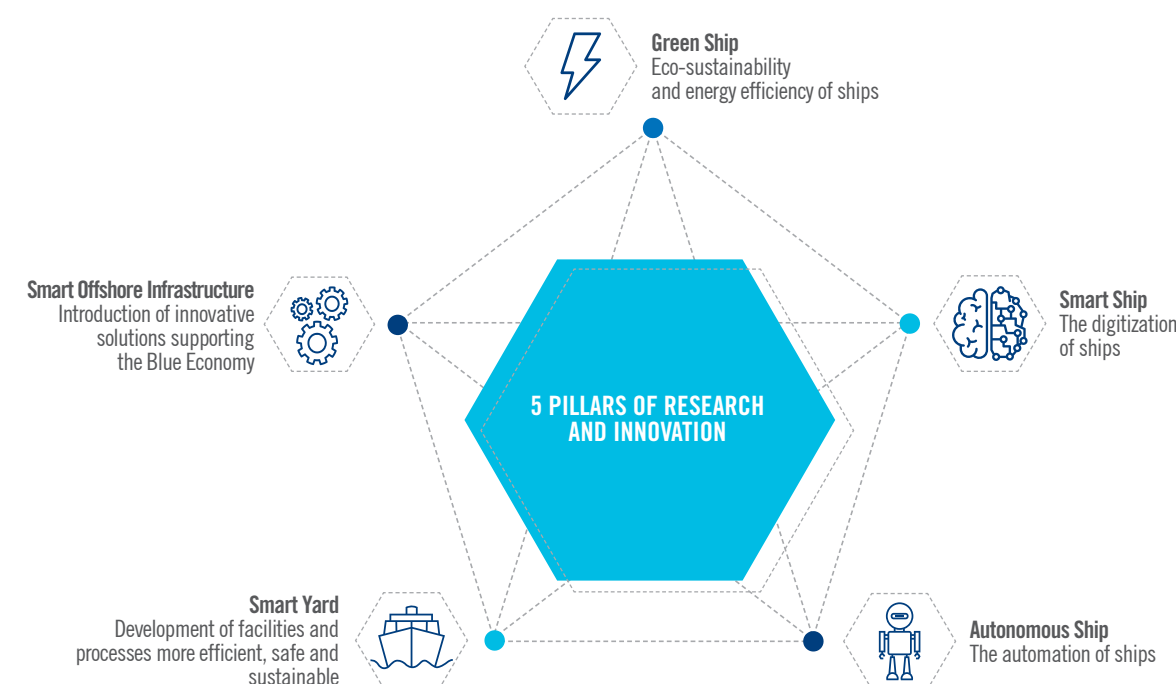 Green Ship
Eco-sustainability
and energy efficiency of ships
Smart Offshore Infrastructure
Introduction of innovative
solutions supporting
the Blue Economy
Smart Ship
The digitization
of ships
5 PILLARS OF RESEARCH
AND INNOVATION
Smart Yard
Development of facilities and
processes more efficient, safe and
sustainable
Autonomous Ship
The automation of ships